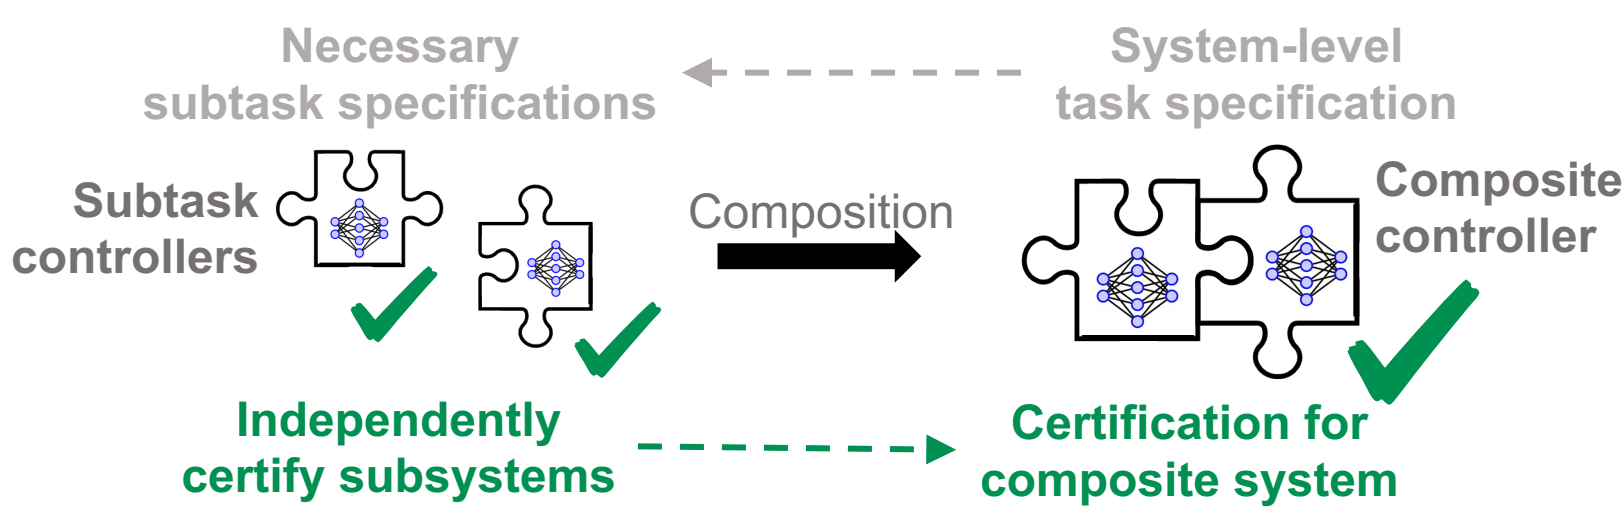 Necessary
subtask specifications
System-level
task specification
Subtask
controllers
Composition
Composite
controller
Independently
certify subsystems
Certification for
composite system